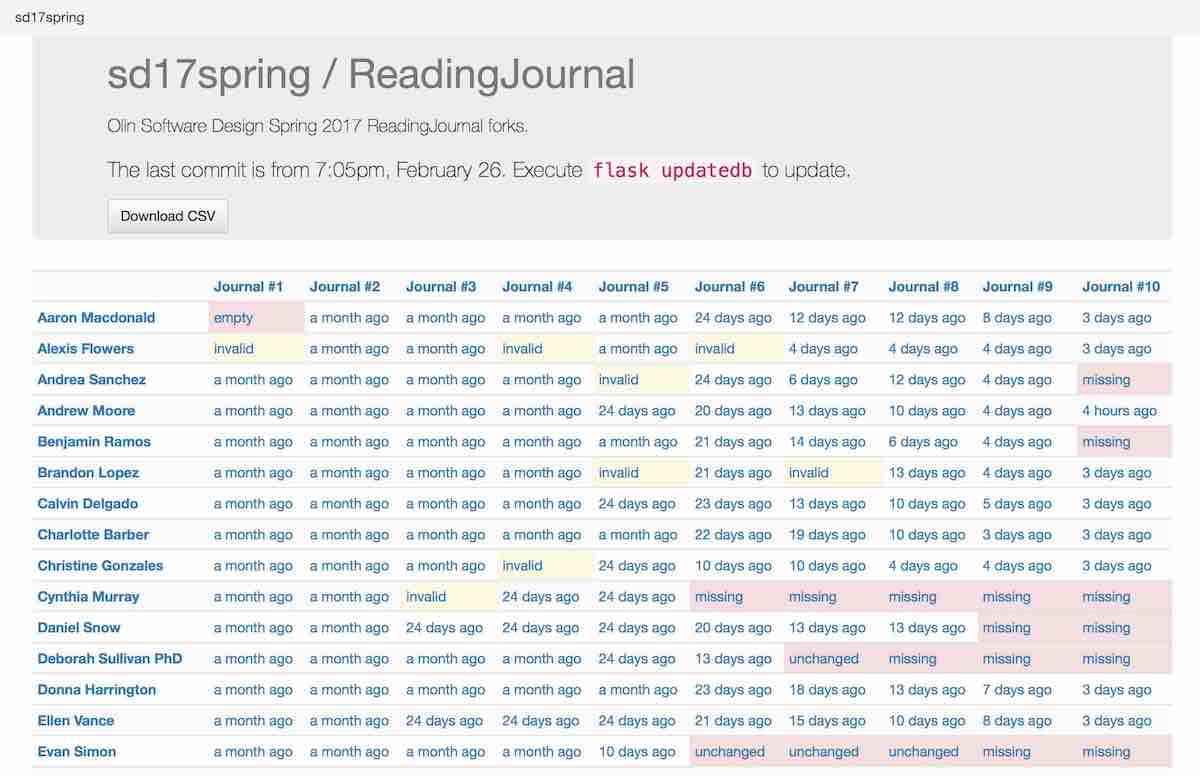 sd17spring
sd17spring / ReadingJournal
Olin Software Design Spring 2017 ReadingJournal forks.
The last commit is from 7:05pm, February 26. Execute flask updatedb to update.
Download CSV
Journal #1 Journal #2 Journal #3 Journal #4 Journal #5 Journal #6 Journal #7 Journal #8 Journal #9 Journal #10
Aaron Macdonald empty a month ago a month ago a month ago a month ago 24 days ago 12 days ago 12 days ago 8 days ago 3 days ago
Alexis Flowers invalid a month ago a month ago invalid a month ago invalid 4 days ago 4 days ago 4 days ago 3 days ago
Andrea Sanchez a month ago a month ago a month ago a month ago invalid 24 days ago 6 days ago 12 days ago 4 days ago missing
Andrew Moore a month ago a month ago a month ago a month ago 24 days ago 20 days ago 13 days ago 10 days ago 4 days ago 4 hours ago
Benjamin Ramos a month ago a month ago a month ago a month ago a month ago 21 days ago 14 days ago 6 days ago 4 days ago missing
Brandon Lopez a month ago a month ago a month ago a month ago invalid 21 days ago invalid 13 days ago 4 days ago 3 days ago
Calvin Delgado a month ago a month ago a month ago a month ago 24 days ago 23 days ago 13 days ago 10 days ago 5 days ago 3 days ago
Charlotte Barber a month ago a month ago a month ago a month ago a month ago 22 days ago 19 days ago 10 days ago 3 days ago 3 days ago
Christine Gonzales a month ago a month ago a month ago invalid 24 days ago 10 days ago 10 days ago 4 days ago 4 days ago 3 days ago
Cynthia Murray a month ago a month ago invalid 24 days ago 24 days ago missing missing missing missing missing
Daniel Snow a month ago a month ago 24 days ago 24 days ago 24 days ago 20 days ago 13 days ago 13 days ago missing missing
Deborah Sullivan PhD a month ago a month ago a month ago a month ago 24 days ago 13 days ago unchanged missing missing missing
Donna Harrington a month ago a month ago a month ago a month ago a month ago 23 days ago 18 days ago 13 days ago 7 days ago 3 days ago
Ellen Vance a month ago a month ago 24 days ago 24 days ago 24 days ago 21 days ago 15 days ago 10 days ago 8 days ago 3 days ago
Evan Simon a month ago a month ago a month ago a month ago 10 days ago unchanged unchanged unchanged missing missing